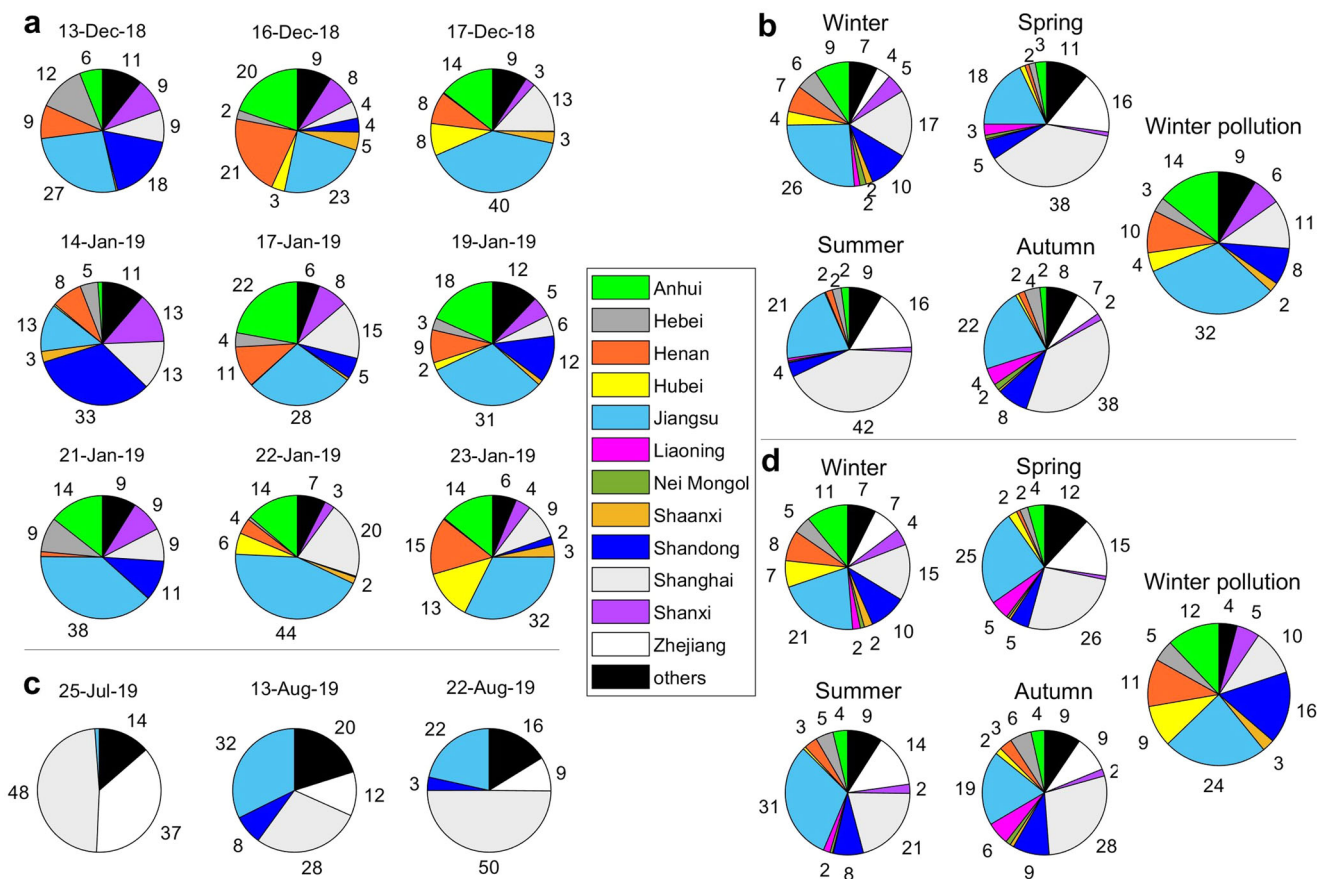 a
13-Dec-18
16-Dec-18
17-Dec-18
6 11 9 9 18 27 9 12
9 8 4 4 5 23 3 21 2 20
9 3 13 3 40 8 8 14
14-Jan-19
17-Jan-19
19-Jan-19
11 13 13 33 3 13 8 5
6 8 15 5 28 11 4 22
12 5 6 12 31 2 9 3 18
21-Jan-19
22-Jan-19
23-Jan-19
9 9 9 11 38 9 14
7 3 20 2 44 6 4 14
6 4 9 2 3 32 13 15 14
c
25-Jul-19
13-Aug-19
22-Aug-19
14 37 48
20 12 28 8 32
16 9 50 3 22
Anhui
Hebei
Henan
Hubei
Jiangsu
Liaoning
Nei Mongol
Shaanxi
Shandong
Shanghai
Shanxi
Zhejiang
others
b
Winter
7 4 5 17 10 2 2 26 4 7 6 9
Spring
11 16 38 5 3 18 2 3
Winter pollution
9 6 11 8 2 32 4 10 3 14
Summer
9 16 42 4 21 2 2 2
Autumn
8 7 2 38 8 2 4 22 2 4 2
d
Winter
7 7 4 15 10 2 2 21 7 8 5 11
Spring
12 15 26 5 5 25 2 2 4
Winter pollution
4 5 10 16 3 24 9 11 5 12
Summer
9 14 2 21 8 2 31 3 5 4
Autumn
9 9 2 28 9 6 19 2 3 6 4